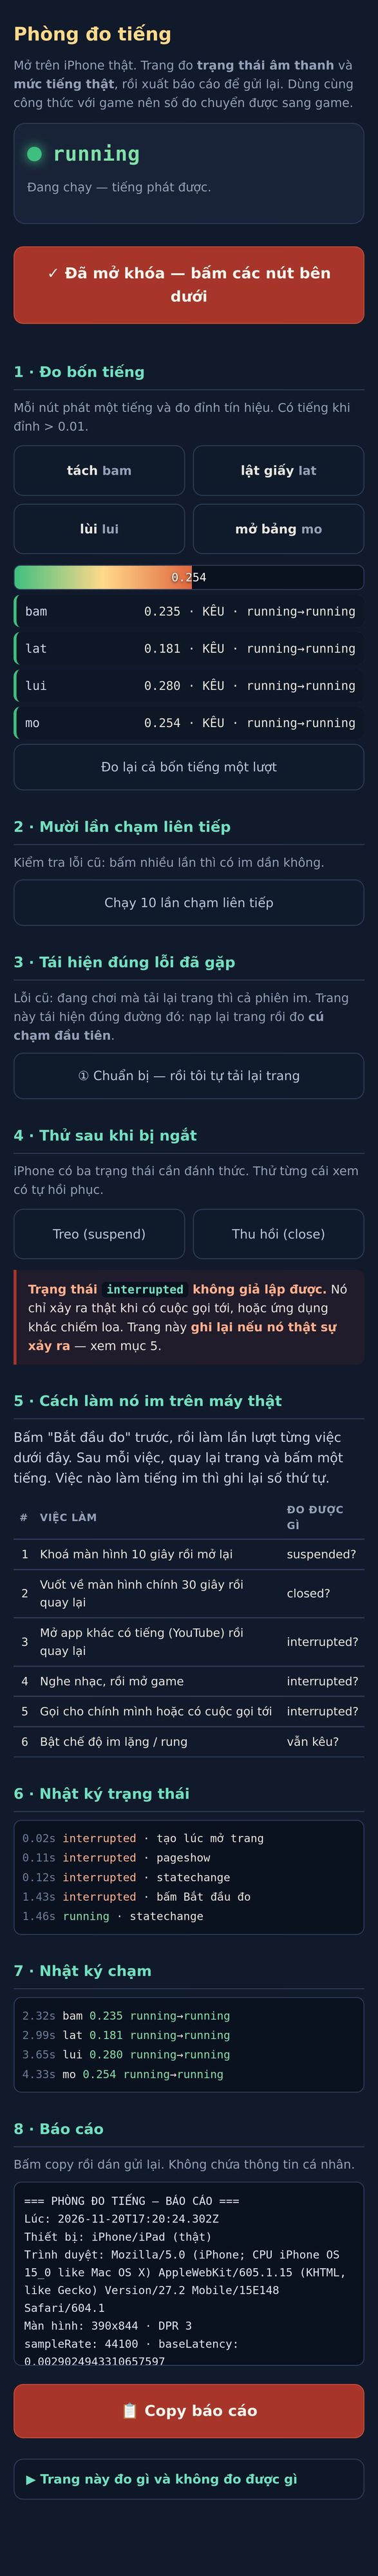 Phòng đo tiếng
Mở trên iPhone thật. Trang đo trạng thái âm thanh và
mức tiếng thật, rồi xuất báo cáo để gửi lại. Dùng cùng
công thức với game nên số đo chuyển được sang game.
running
Đang chạy — tiếng phát được.
✓ Đã mở khóa — bấm các nút bên
dưới
1 · Đo bốn tiếng
Mỗi nút phát một tiếng và đo đỉnh tín hiệu. Có tiếng khi
đỉnh > 0.01.
tách bam
lật giấy lat
lùi lui
mở bảng mo
0.254
bam 0.235 · KÊU · running→running
lat 0.181 · KÊU · running→running
lui 0.280 · KÊU · running→running
mo 0.254 · KÊU · running→running
Đo lại cả bốn tiếng một lượt
2 · Mười lần chạm liên tiếp
Kiểm tra lỗi cũ: bấm nhiều lần thì có im dần không.
Chạy 10 lần chạm liên tiếp
3 · Tái hiện đúng lỗi đã gặp
Lỗi cũ: đang chơi mà tải lại trang thì cả phiên im. Trang
này tái hiện đúng đường đó: nạp lại trang rồi đo cú
chạm đầu tiên.
① Chuẩn bị — rồi tôi tự tải lại trang
4 · Thử sau khi bị ngắt
iPhone có ba trạng thái cần đánh thức. Thử từng cái xem
có tự hồi phục.
Treo (suspend)
Thu hồi (close)
Trạng thái interrupted không giả lập được. Nó
chỉ xảy ra thật khi có cuộc gọi tới, hoặc ứng dụng
khác chiếm loa. Trang này ghi lại nếu nó thật sự
xảy ra — xem mục 5.
5 · Cách làm nó im trên máy thật
Bấm "Bắt đầu đo" trước, rồi làm lần lượt từng việc
dưới đây. Sau mỗi việc, quay lại trang và bấm một
tiếng. Việc nào làm tiếng im thì ghi lại số thứ tự.
# VIỆC LÀM ĐO ĐƯỢC
GÌ
1 Khoá màn hình 10 giây rồi mở lại suspended?
2 Vuốt về màn hình chính 30 giây rồi
quay lại closed?
3 Mở app khác có tiếng (YouTube) rồi
quay lại interrupted?
4 Nghe nhạc, rồi mở game interrupted?
5 Gọi cho chính mình hoặc có cuộc gọi tới interrupted?
6 Bật chế độ im lặng / rung vẫn kêu?
6 · Nhật ký trạng thái
0.02s interrupted · tạo lúc mở trang
0.11s interrupted · pageshow
0.12s interrupted · statechange
1.43s interrupted · bấm Bắt đầu đo
1.46s running · statechange
7 · Nhật ký chạm
2.32s bam 0.235 running→running
2.99s lat 0.181 running→running
3.65s lui 0.280 running→running
4.33s mo 0.254 running→running
8 · Báo cáo
Bấm copy rồi dán gửi lại. Không chứa thông tin cá nhân.
=== PHÒNG ĐO TIẾNG — BÁO CÁO ===
Lúc: 2026-11-20T17:20:24.302Z
Thiết bị: iPhone/iPad (thật)
Trình duyệt: Mozilla/5.0 (iPhone; CPU iPhone OS
15_0 like Mac OS X) AppleWebKit/605.1.15 (KHTML,
like Gecko) Version/27.2 Mobile/15E148
Safari/604.1
Màn hình: 390x844 · DPR 3
sampleRate: 44100 · baseLatency:
0.0029024943310657597
📋 Copy báo cáo
▶ Trang này đo gì và không đo được gì